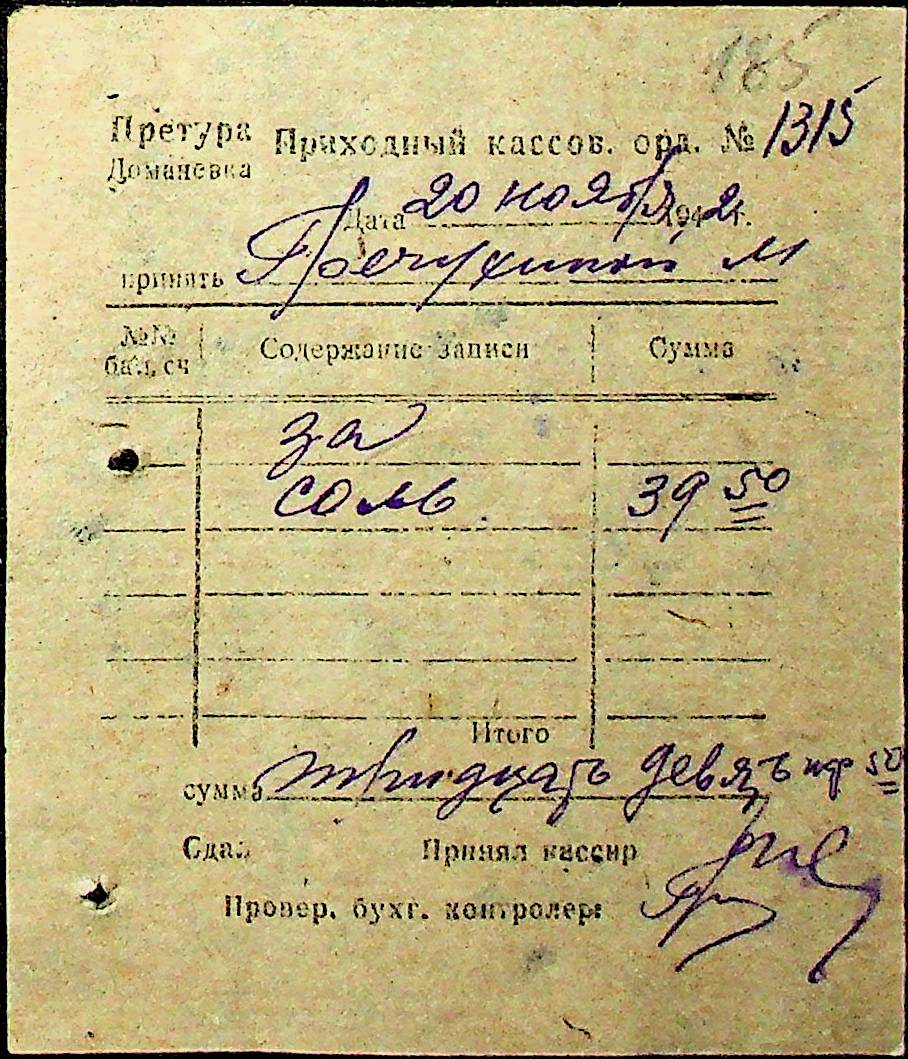 185
Претура Приходный кассов. орд. № 1315
Доманевка
Дата 20 ноября 1942 г.
принять М
№№ бал. сч Содержание записи Сумма
за
соль 39 50
Итого
сумма тридцать девять 50
Сдал Принял кассир
Провер. бухг. контролер: